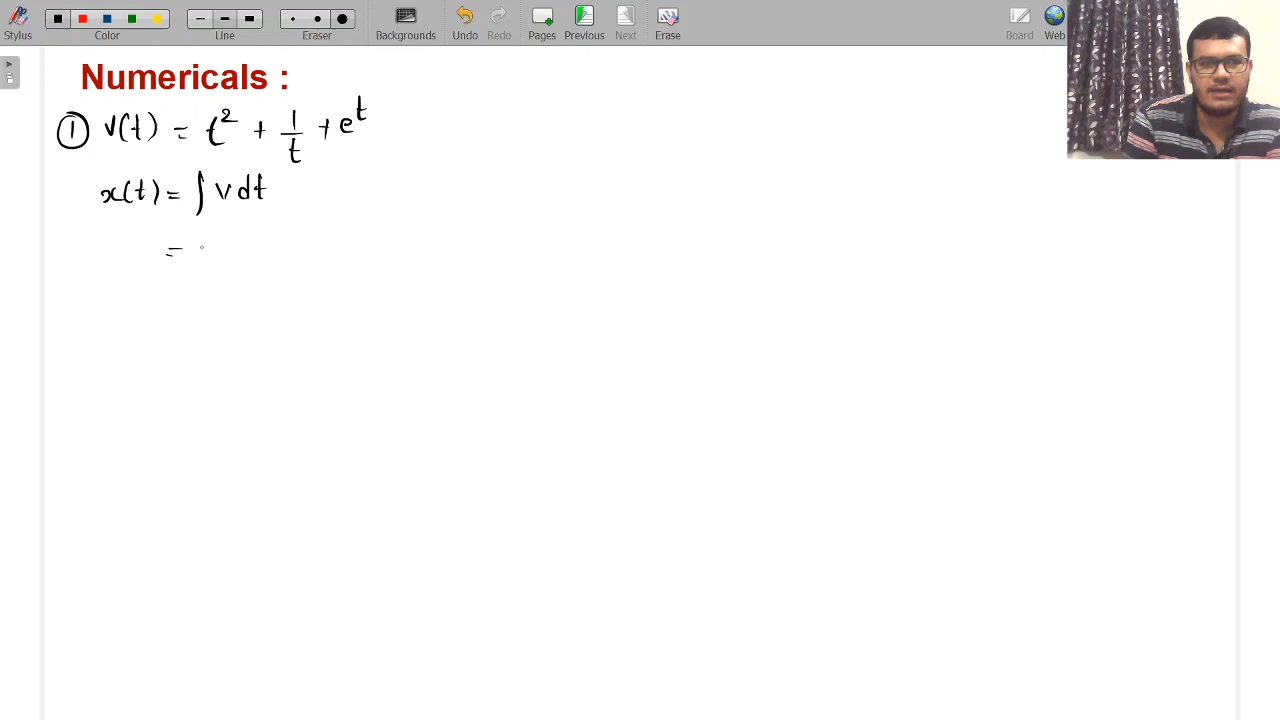 Stylus Color Line Eraser Backgrounds Undo Redo Pages Previous Next Erase Board Web
Numericals :
① v(t) = t² + 1/t + e^t
x(t) = ∫ v dt
=